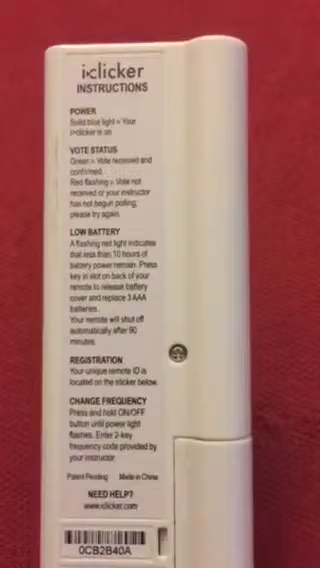 i>clicker
INSTRUCTIONS
POWER
Solid blue light = Your
i>clicker is on
VOTE STATUS
Green = Vote received and
confirmed.
Red flashing = Vote not
received or your instructor
has not begun polling;
please try again.
LOW BATTERY
A flashing red light indicates
that less than 10 hours of
battery power remain. Press
key in slot on back of your
remote to release battery
cover and replace 3 AAA
batteries.
Your remote will shut off
automatically after 90
minutes.
REGISTRATION
Your unique remote ID is
located on the sticker below.
CHANGE FREQUENCY
Press and hold ON/OFF
button until power light
flashes. Enter 2-key
frequency code provided by
your instructor.
Patent Pending Made in China
NEED HELP?
www.iclicker.com
0CB2B40A